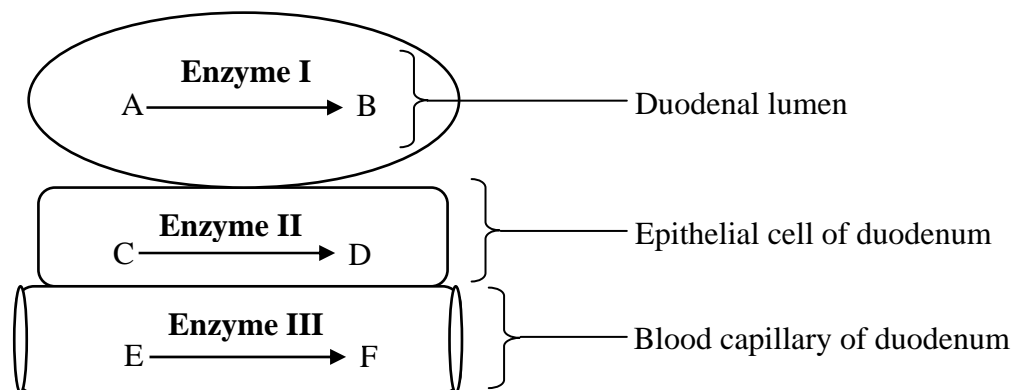 Enzyme I
A B
Duodenal lumen
Enzyme II
C D
Epithelial cell of duodenum
Enzyme III
E F
Blood capillary of duodenum